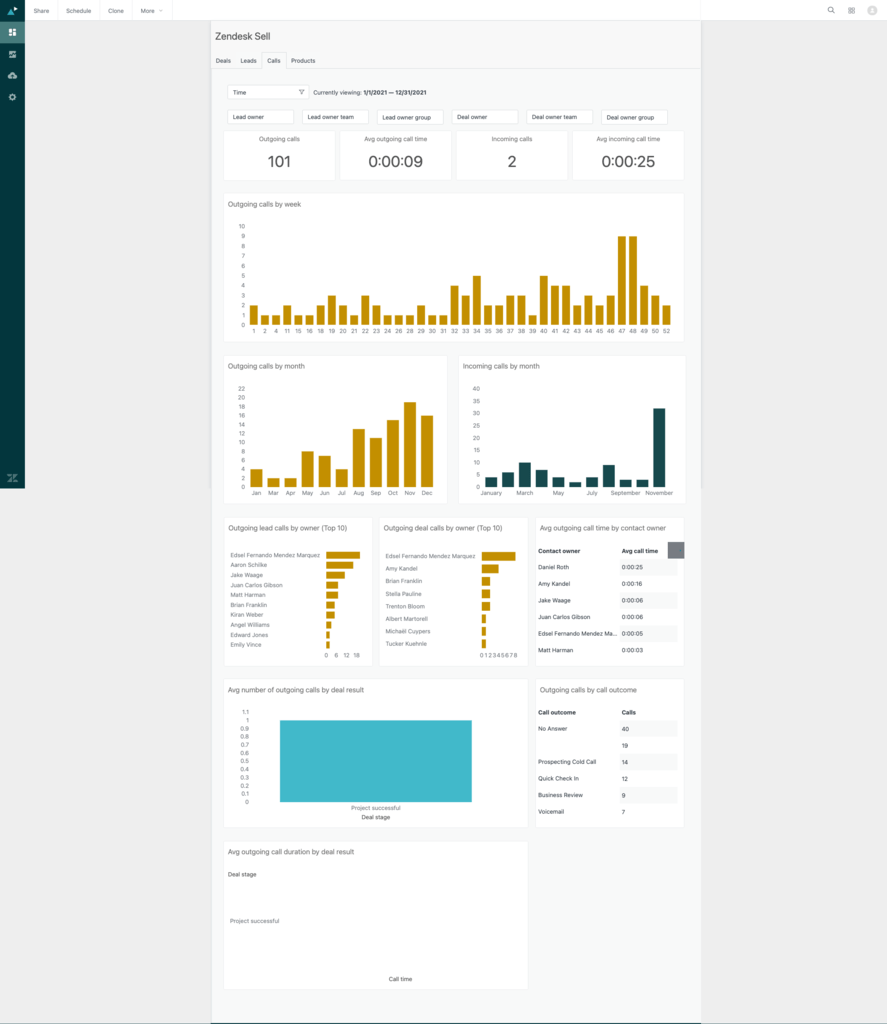 Share Schedule Clone More
Zendesk Sell
Deals Leads Calls Products
Time Currently viewing: 1/1/2021 — 12/31/2021
Lead owner Lead owner team Lead owner group Deal owner Deal owner team Deal owner group
Outgoing calls Avg outgoing call time Incoming calls Avg incoming call time
101 0:00:09 2 0:00:25
Outgoing calls by week
10
9
8
7
6
5
4
3
2
1
0
1 2 4 11 15 16 18 19 20 21 22 23 24 26 28 29 30 31 32 33 34 35 36 37 38 39 40 41 42 43 44 45 46 47 48 49 50 52
Outgoing calls by month
22
20
18
16
14
12
10
8
6
4
2
0
Jan Mar Apr May Jun Jul Aug Sep Oct Nov Dec
Incoming calls by month
40
35
30
25
20
15
10
5
0
January March May July September November
Outgoing lead calls by owner (Top 10)
Edsel Fernando Mendez Marquez
Aaron Schilke
Jake Waage
Juan Carlos Gibson
Matt Harman
Brian Franklin
Kiran Weber
Angel Williams
Edward Jones
Emily Vince
0 6 12 18
Outgoing deal calls by owner (Top 10)
Edsel Fernando Mendez Marquez
Amy Kandel
Brian Franklin
Stella Pauline
Trenton Bloom
Albert Martorell
Michaël Cuypers
Tucker Kuehnle
0 1 2 3 4 5 6 7 8
Avg outgoing call time by contact owner
Contact owner Avg call time
Daniel Roth 0:00:25
Amy Kandel 0:00:16
Jake Waage 0:00:06
Juan Carlos Gibson 0:00:06
Edsel Fernando Mendez Ma... 0:00:05
Matt Harman 0:00:03
Avg number of outgoing calls by deal result
1.1
1
0.9
0.8
0.7
0.6
0.5
0.4
0.3
0.2
0.1
0
Project successful
Deal stage
Outgoing calls by call outcome
Call outcome Calls
No Answer 40
19
Prospecting Cold Call 14
Quick Check In 12
Business Review 9
Voicemail 7
Avg outgoing call duration by deal result
Deal stage
Project successful
Call time